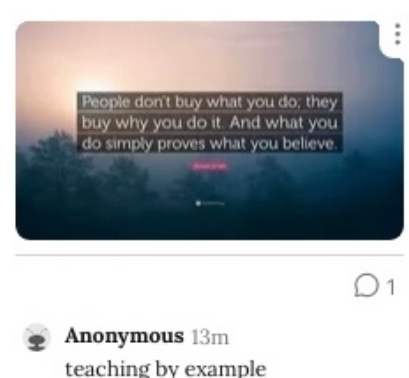 People don't buy what you do; they
buy why you do it. And what you
do simply proves what you believe.
1
Anonymous 13m
teaching by example